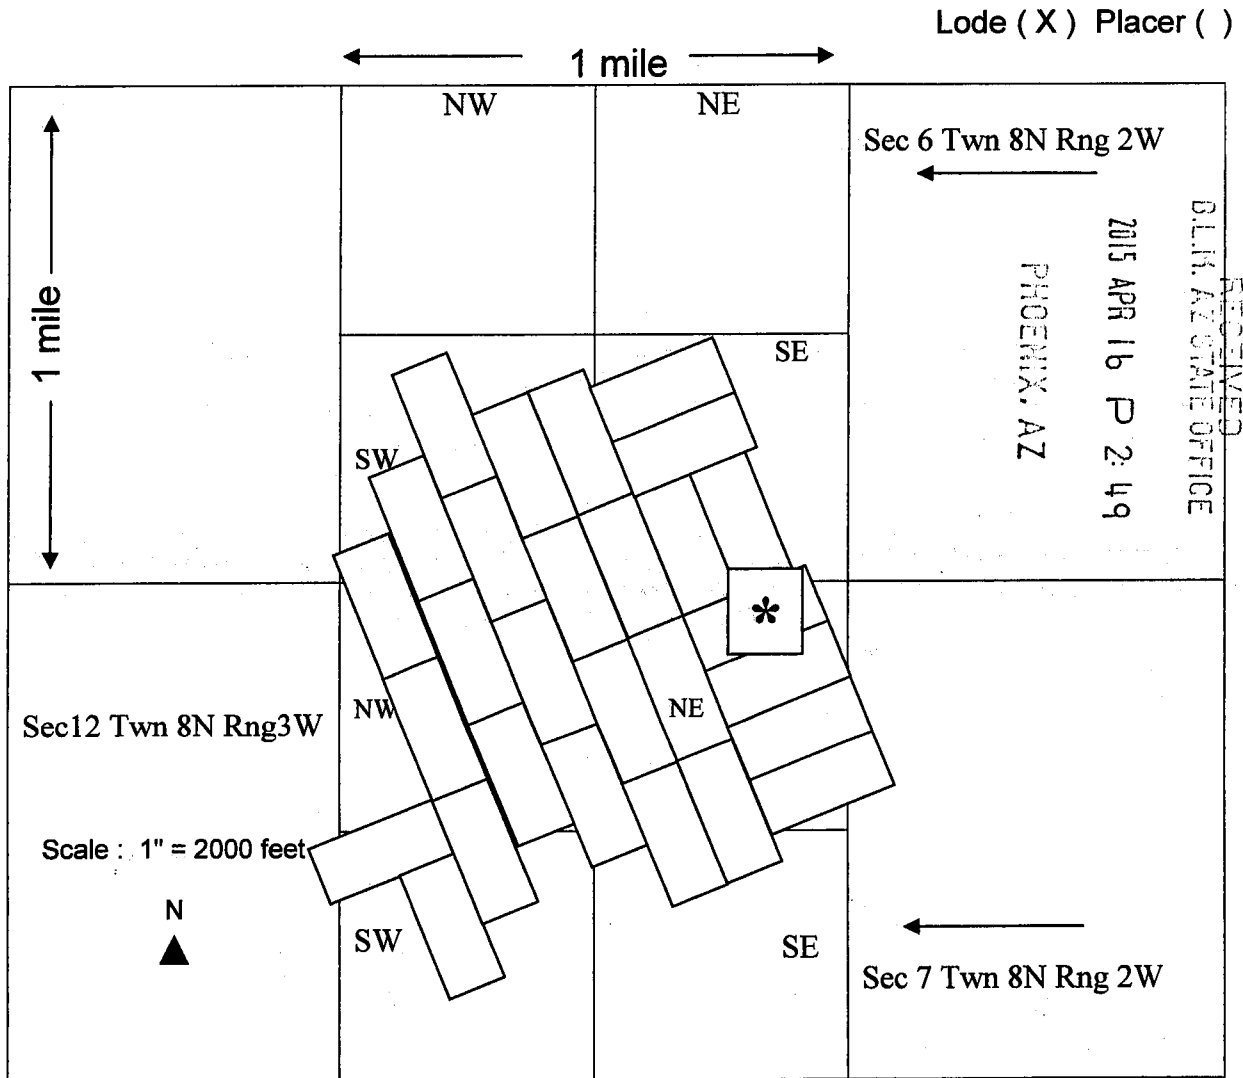 Lode ( X ) Placer ( )
1 mile
NW
NE
Sec 6 Twn 8N Rng 2W
1 mile
RECEIVED
B.L.M. AZ STATE OFFICE
2015 APR 16 P 2:49
PHOENIX, AZ
SE
SW
*
NW
NE
Sec12 Twn 8N Rng3W
Scale : 1" = 2000 feet
N
SW
SE
Sec 7 Twn 8N Rng 2W